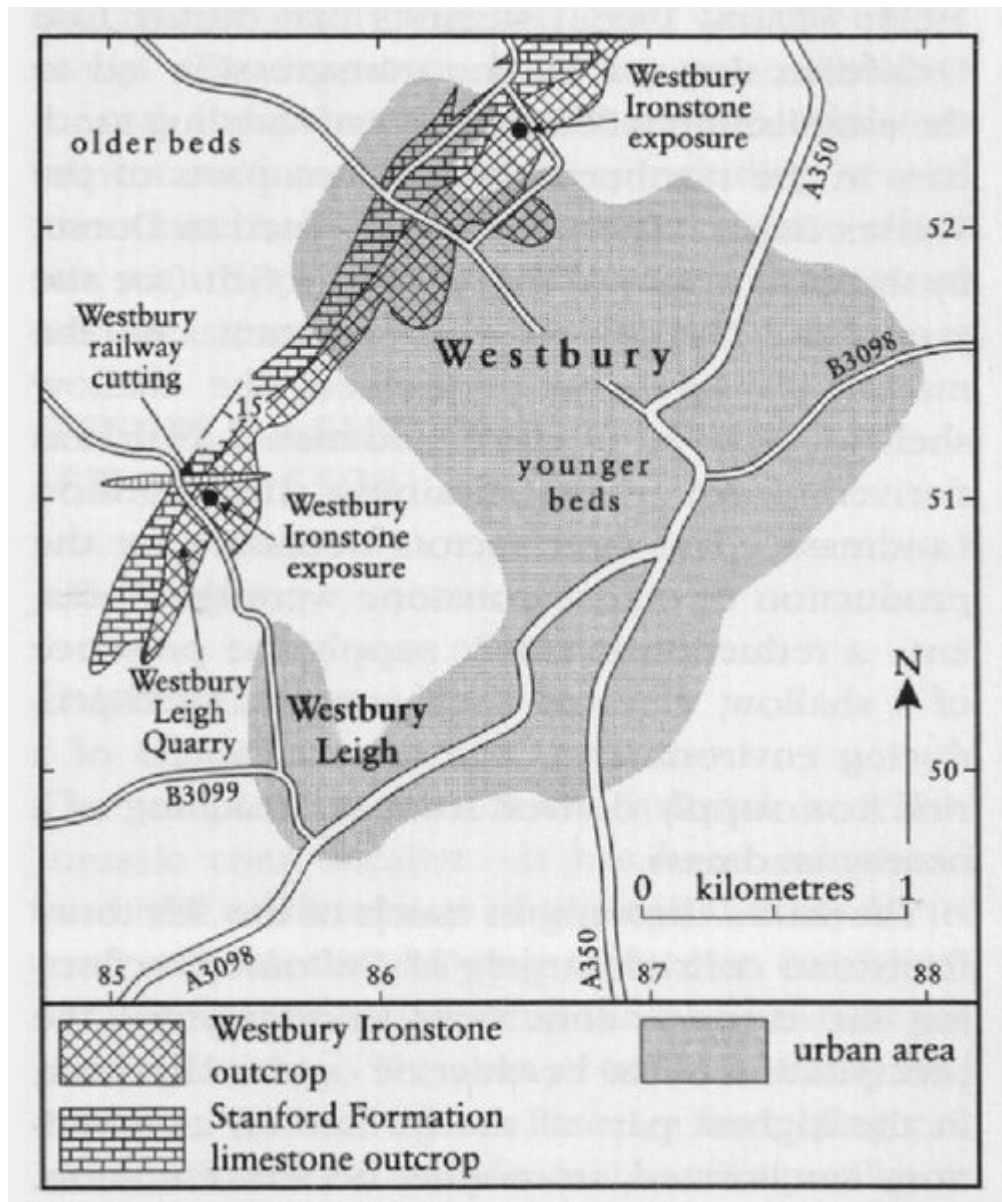 Westbury
Ironstone
exposure
older beds
A350
52
Westbury
railway
cutting
Westbury
B3098
15
younger
beds
51
Westbury
Ironstone
exposure
Westbury
Leigh
Quarry
Westbury
Leigh
N
50
B3099
0 kilometres 1
A3098
A350
85
86
87
88
Westbury Ironstone
outcrop
urban area
Stanford Formation
limestone outcrop